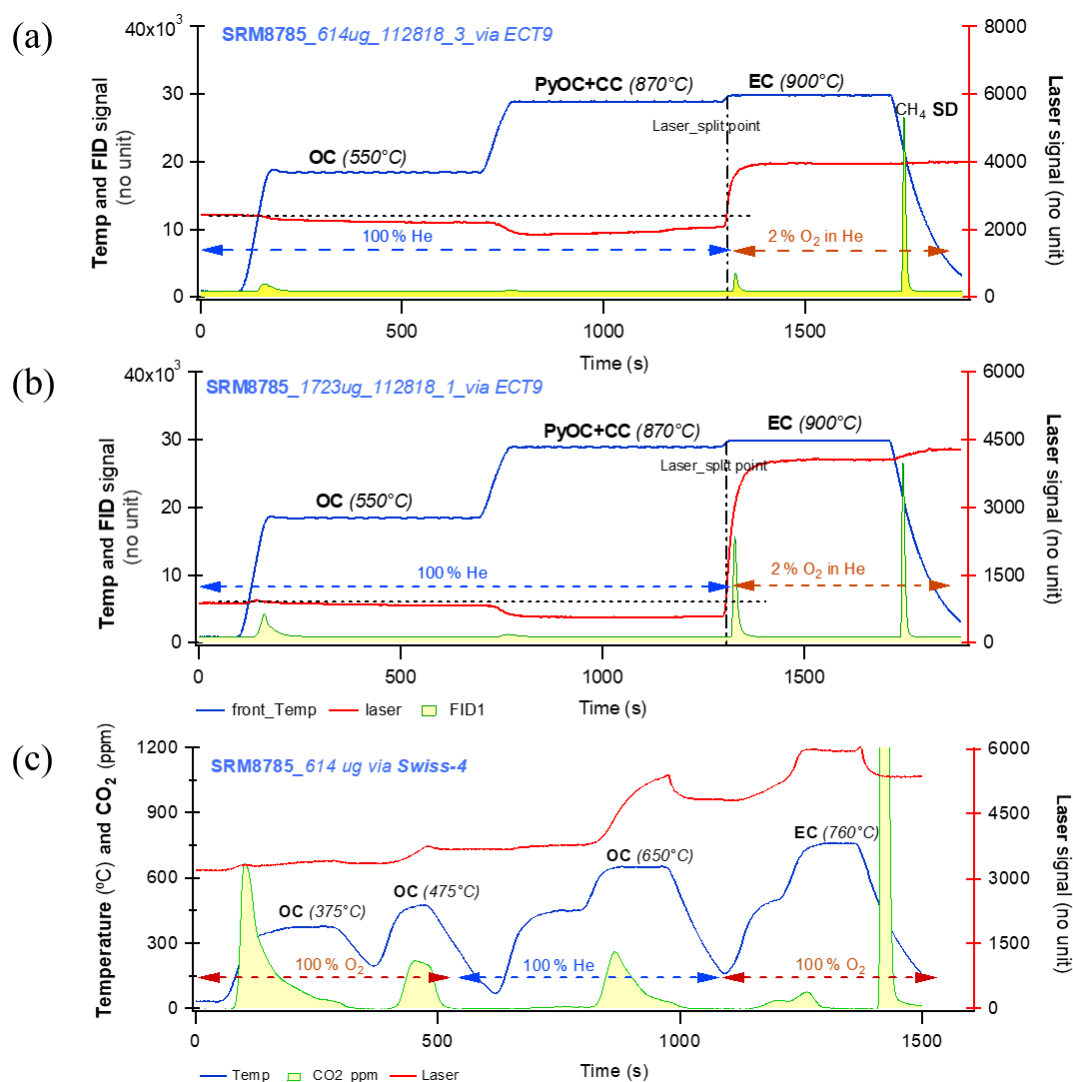 (a)
40x10³
30
20
10
0
Temp and FID signal
(no unit)
SRM8785_614ug_112818_3_via ECT9
OC (550°C)
PyOC+CC (870°C)
EC (900°C)
Laser_split point
CH₄ SD
100 % He
2 % O₂ in He
8000
6000
4000
2000
0
Laser signal (no unit)
0
500
1000
1500
Time (s)
(b)
40x10³
30
20
10
0
Temp and FID signal
(no unit)
SRM8785_1723ug_112818_1_via ECT9
OC (550°C)
PyOC+CC (870°C)
EC (900°C)
Laser_split point
100 % He
2 % O₂ in He
6000
4500
3000
1500
0
Laser signal (no unit)
0
500
1000
1500
Time (s)
front_Temp laser FID1
(c)
1200
900
600
300
0
Temperature (ºC) and CO₂ (ppm)
SRM8785_614 ug via Swiss-4
OC (375°C)
OC (475°C)
OC (650°C)
EC (760°C)
100 % O₂
100 % He
100 % O₂
6000
4500
3000
1500
0
Laser signal (no unit)
0
500
1000
1500
Time (s)
Temp CO2_ppm Laser